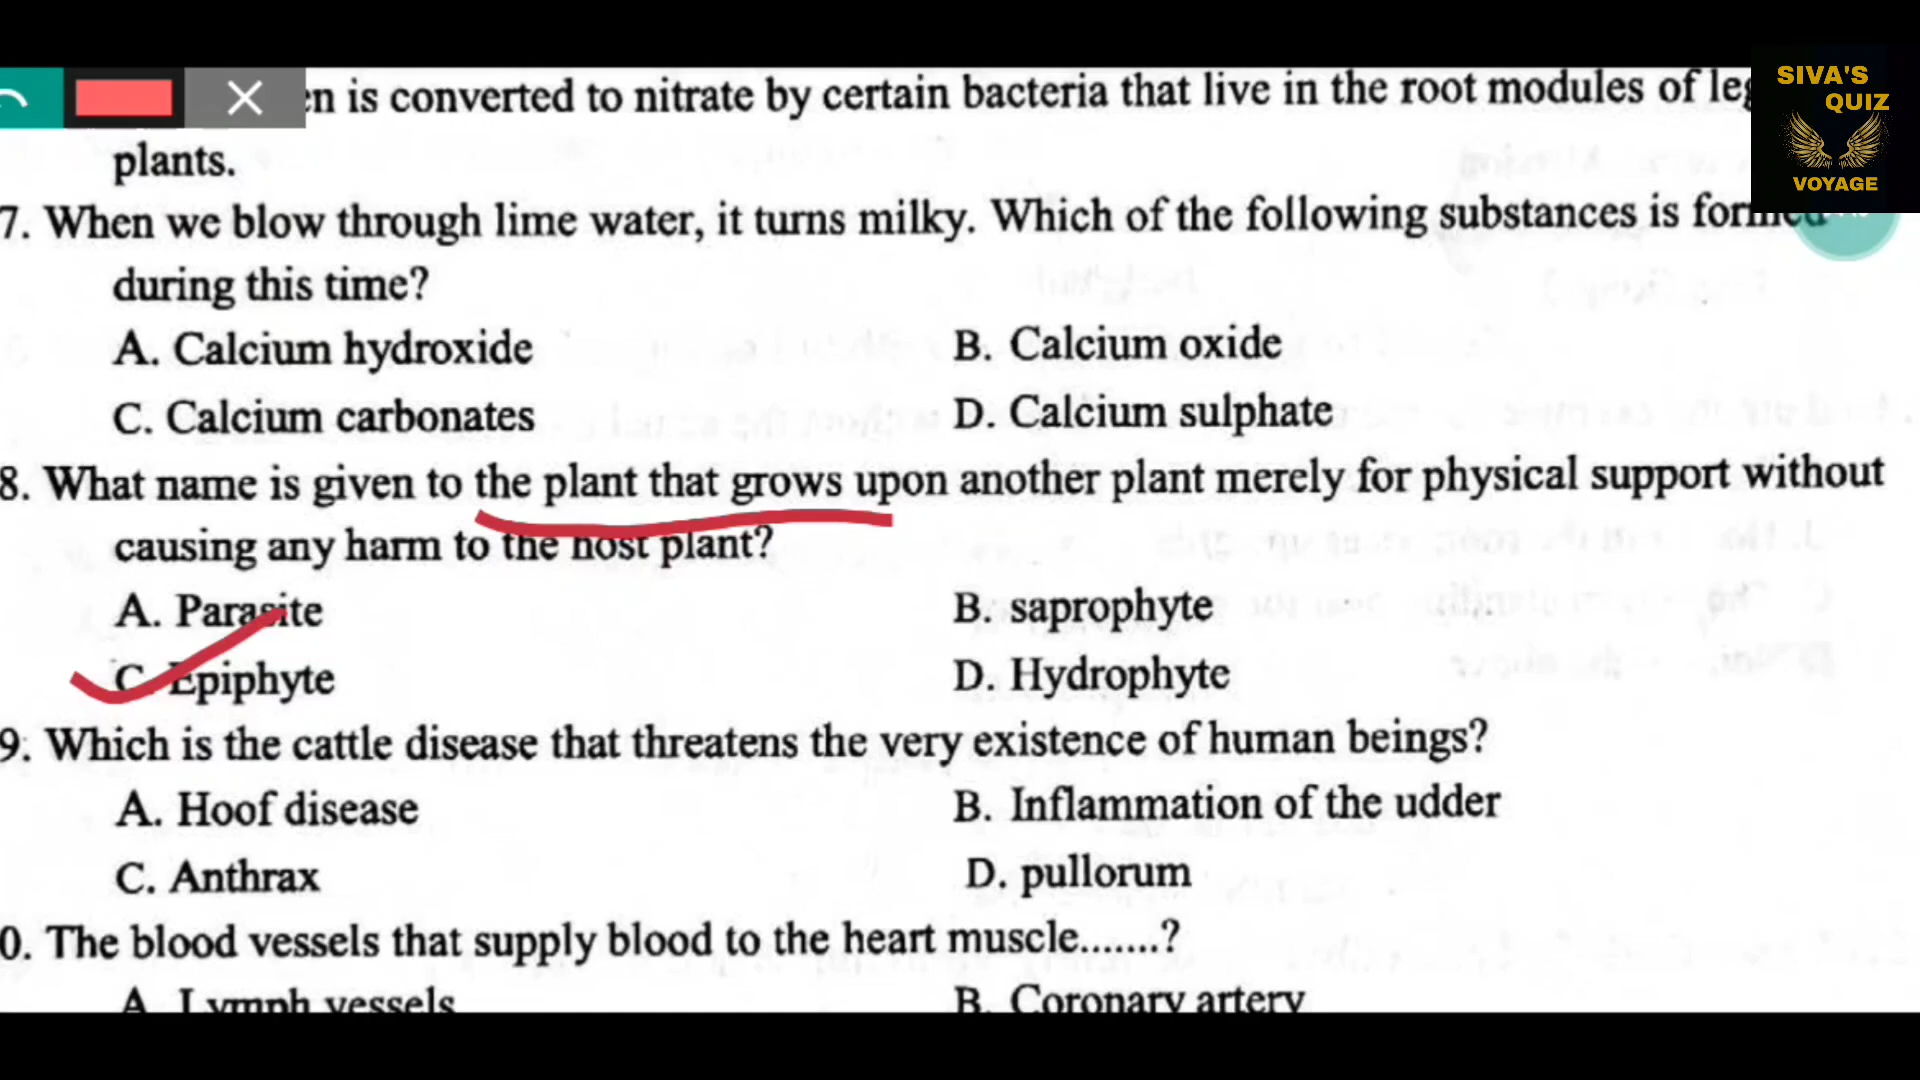 en is converted to nitrate by certain bacteria that live in the root modules of leg
plants.
7. When we blow through lime water, it turns milky. Which of the following substances is formed
during this time?
A. Calcium hydroxide B. Calcium oxide
C. Calcium carbonates D. Calcium sulphate
8. What name is given to the plant that grows upon another plant merely for physical support without
causing any harm to the host plant?
A. Parasite B. saprophyte
C. Epiphyte D. Hydrophyte
9. Which is the cattle disease that threatens the very existence of human beings?
A. Hoof disease B. Inflammation of the udder
C. Anthrax D. pullorum
0. The blood vessels that supply blood to the heart muscle.......?
A. Lymph vessels B. Coronary artery
SIVA'S
QUIZ
VOYAGE